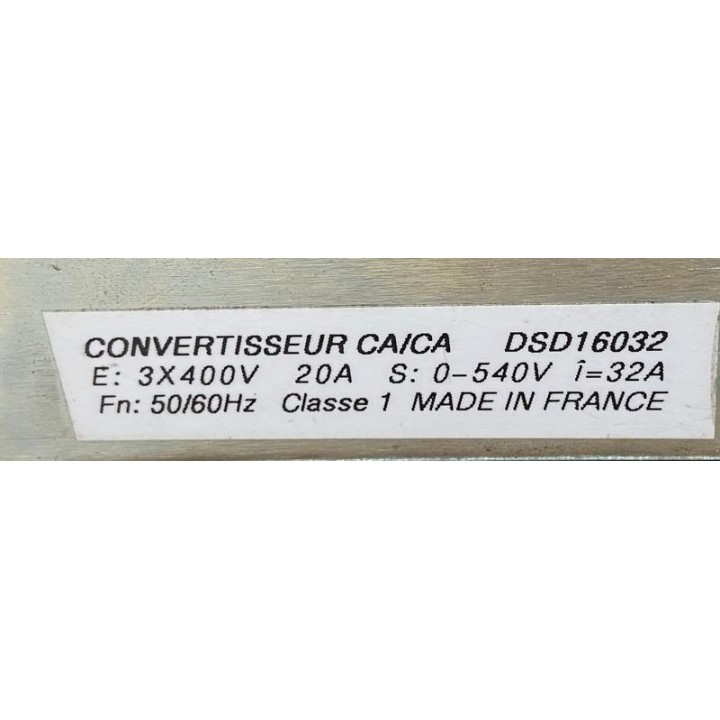 CONVERTISSEUR CA/CA DSD16032
E: 3X400V 20A S: 0-540V î=32A
Fn: 50/60Hz Classe 1 MADE IN FRANCE